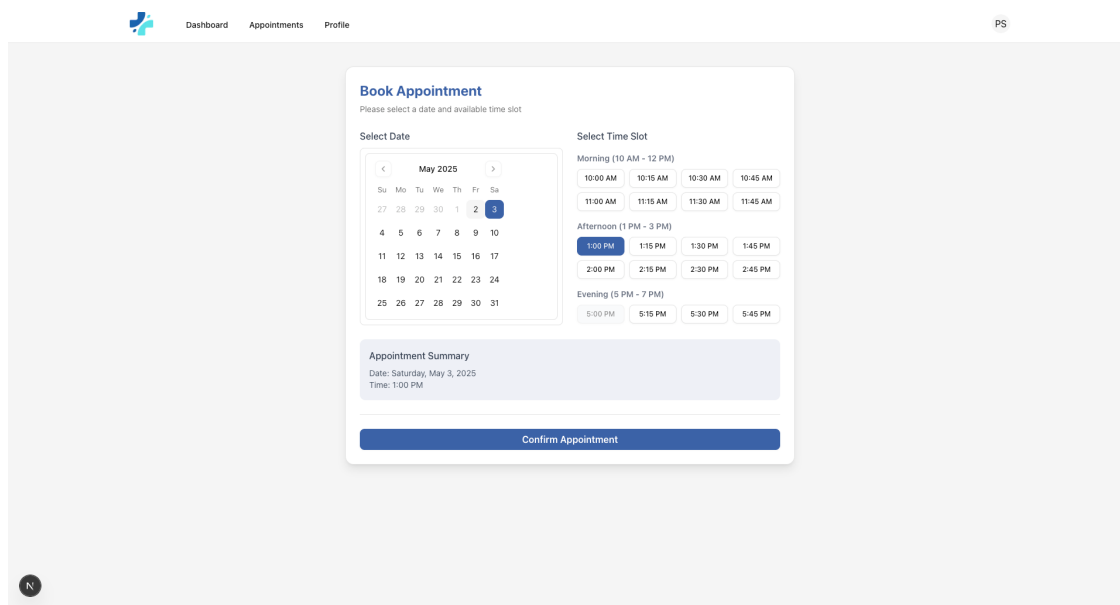 Dashboard Appointments Profile PS
Book Appointment
Please select a date and available time slot
Select Date
May 2025
Su Mo Tu We Th Fr Sa
27 28 29 30 1 2 3
4 5 6 7 8 9 10
11 12 13 14 15 16 17
18 19 20 21 22 23 24
25 26 27 28 29 30 31
Select Time Slot
Morning (10 AM - 12 PM)
10:00 AM 10:15 AM 10:30 AM 10:45 AM
11:00 AM 11:15 AM 11:30 AM 11:45 AM
Afternoon (1 PM - 3 PM)
1:00 PM 1:15 PM 1:30 PM 1:45 PM
2:00 PM 2:15 PM 2:30 PM 2:45 PM
Evening (5 PM - 7 PM)
5:00 PM 5:15 PM 5:30 PM 5:45 PM
Appointment Summary
Date: Saturday, May 3, 2025
Time: 1:00 PM
Confirm Appointment
N